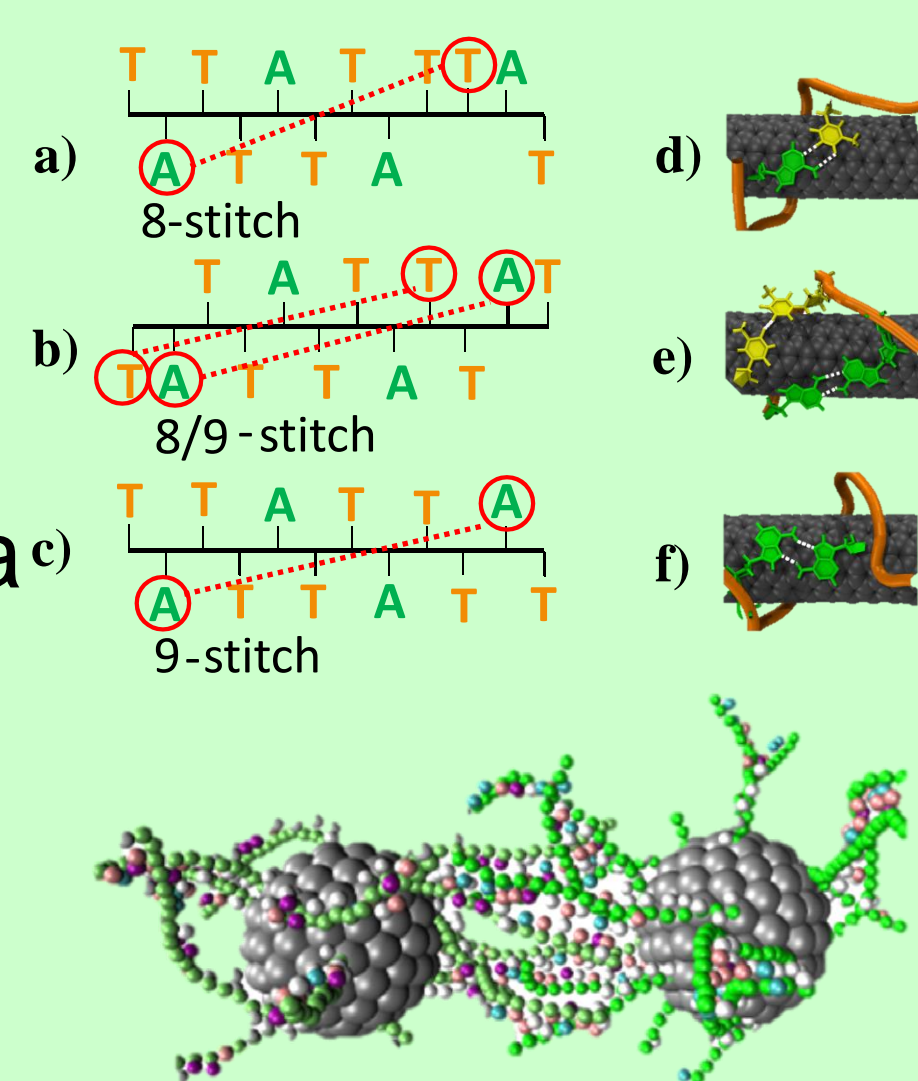 T T A T T T A
a) A T T A T d)
8-stitch
T A T T A T
b) T A T T A T e)
8/9 -stitch
T T A T T A
a c) f)
A T T A T T
9-stitch